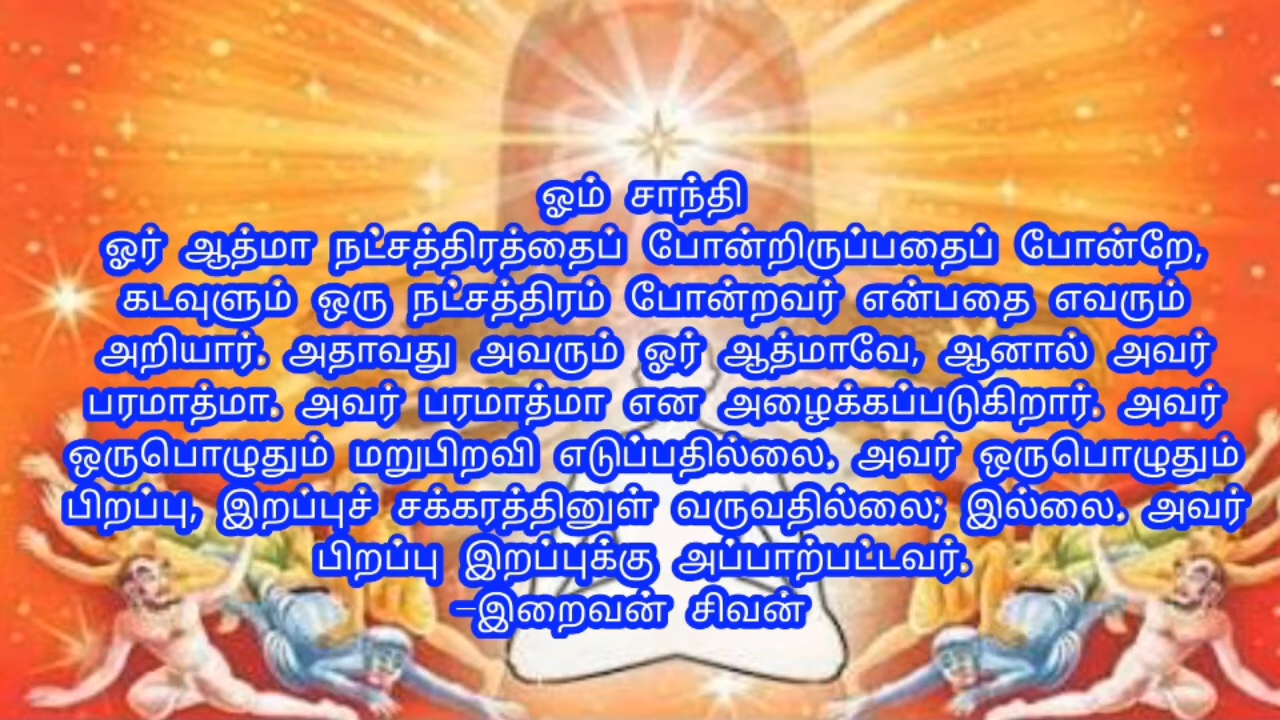 ஓம் சாந்தி
ஓர் ஆத்மா நட்சத்திரத்தைப் போன்றிருப்பதைப் போன்றே,
கடவுளும் ஒரு நட்சத்திரம் போன்றவர் என்பதை எவரும்
அறியார். அதாவது அவரும் ஓர் ஆத்மாவே, ஆனால் அவர்
பரமாத்மா. அவர் பரமாத்மா என அழைக்கப்படுகிறார். அவர்
ஒருபொழுதும் மறுபிறவி எடுப்பதில்லை. அவர் ஒருபொழுதும்
பிறப்பு, இறப்புச் சக்கரத்தினுள் வருவதில்லை; இல்லை. அவர்
பிறப்பு இறப்புக்கு அப்பாற்பட்டவர்.
-இறைவன் சிவன்